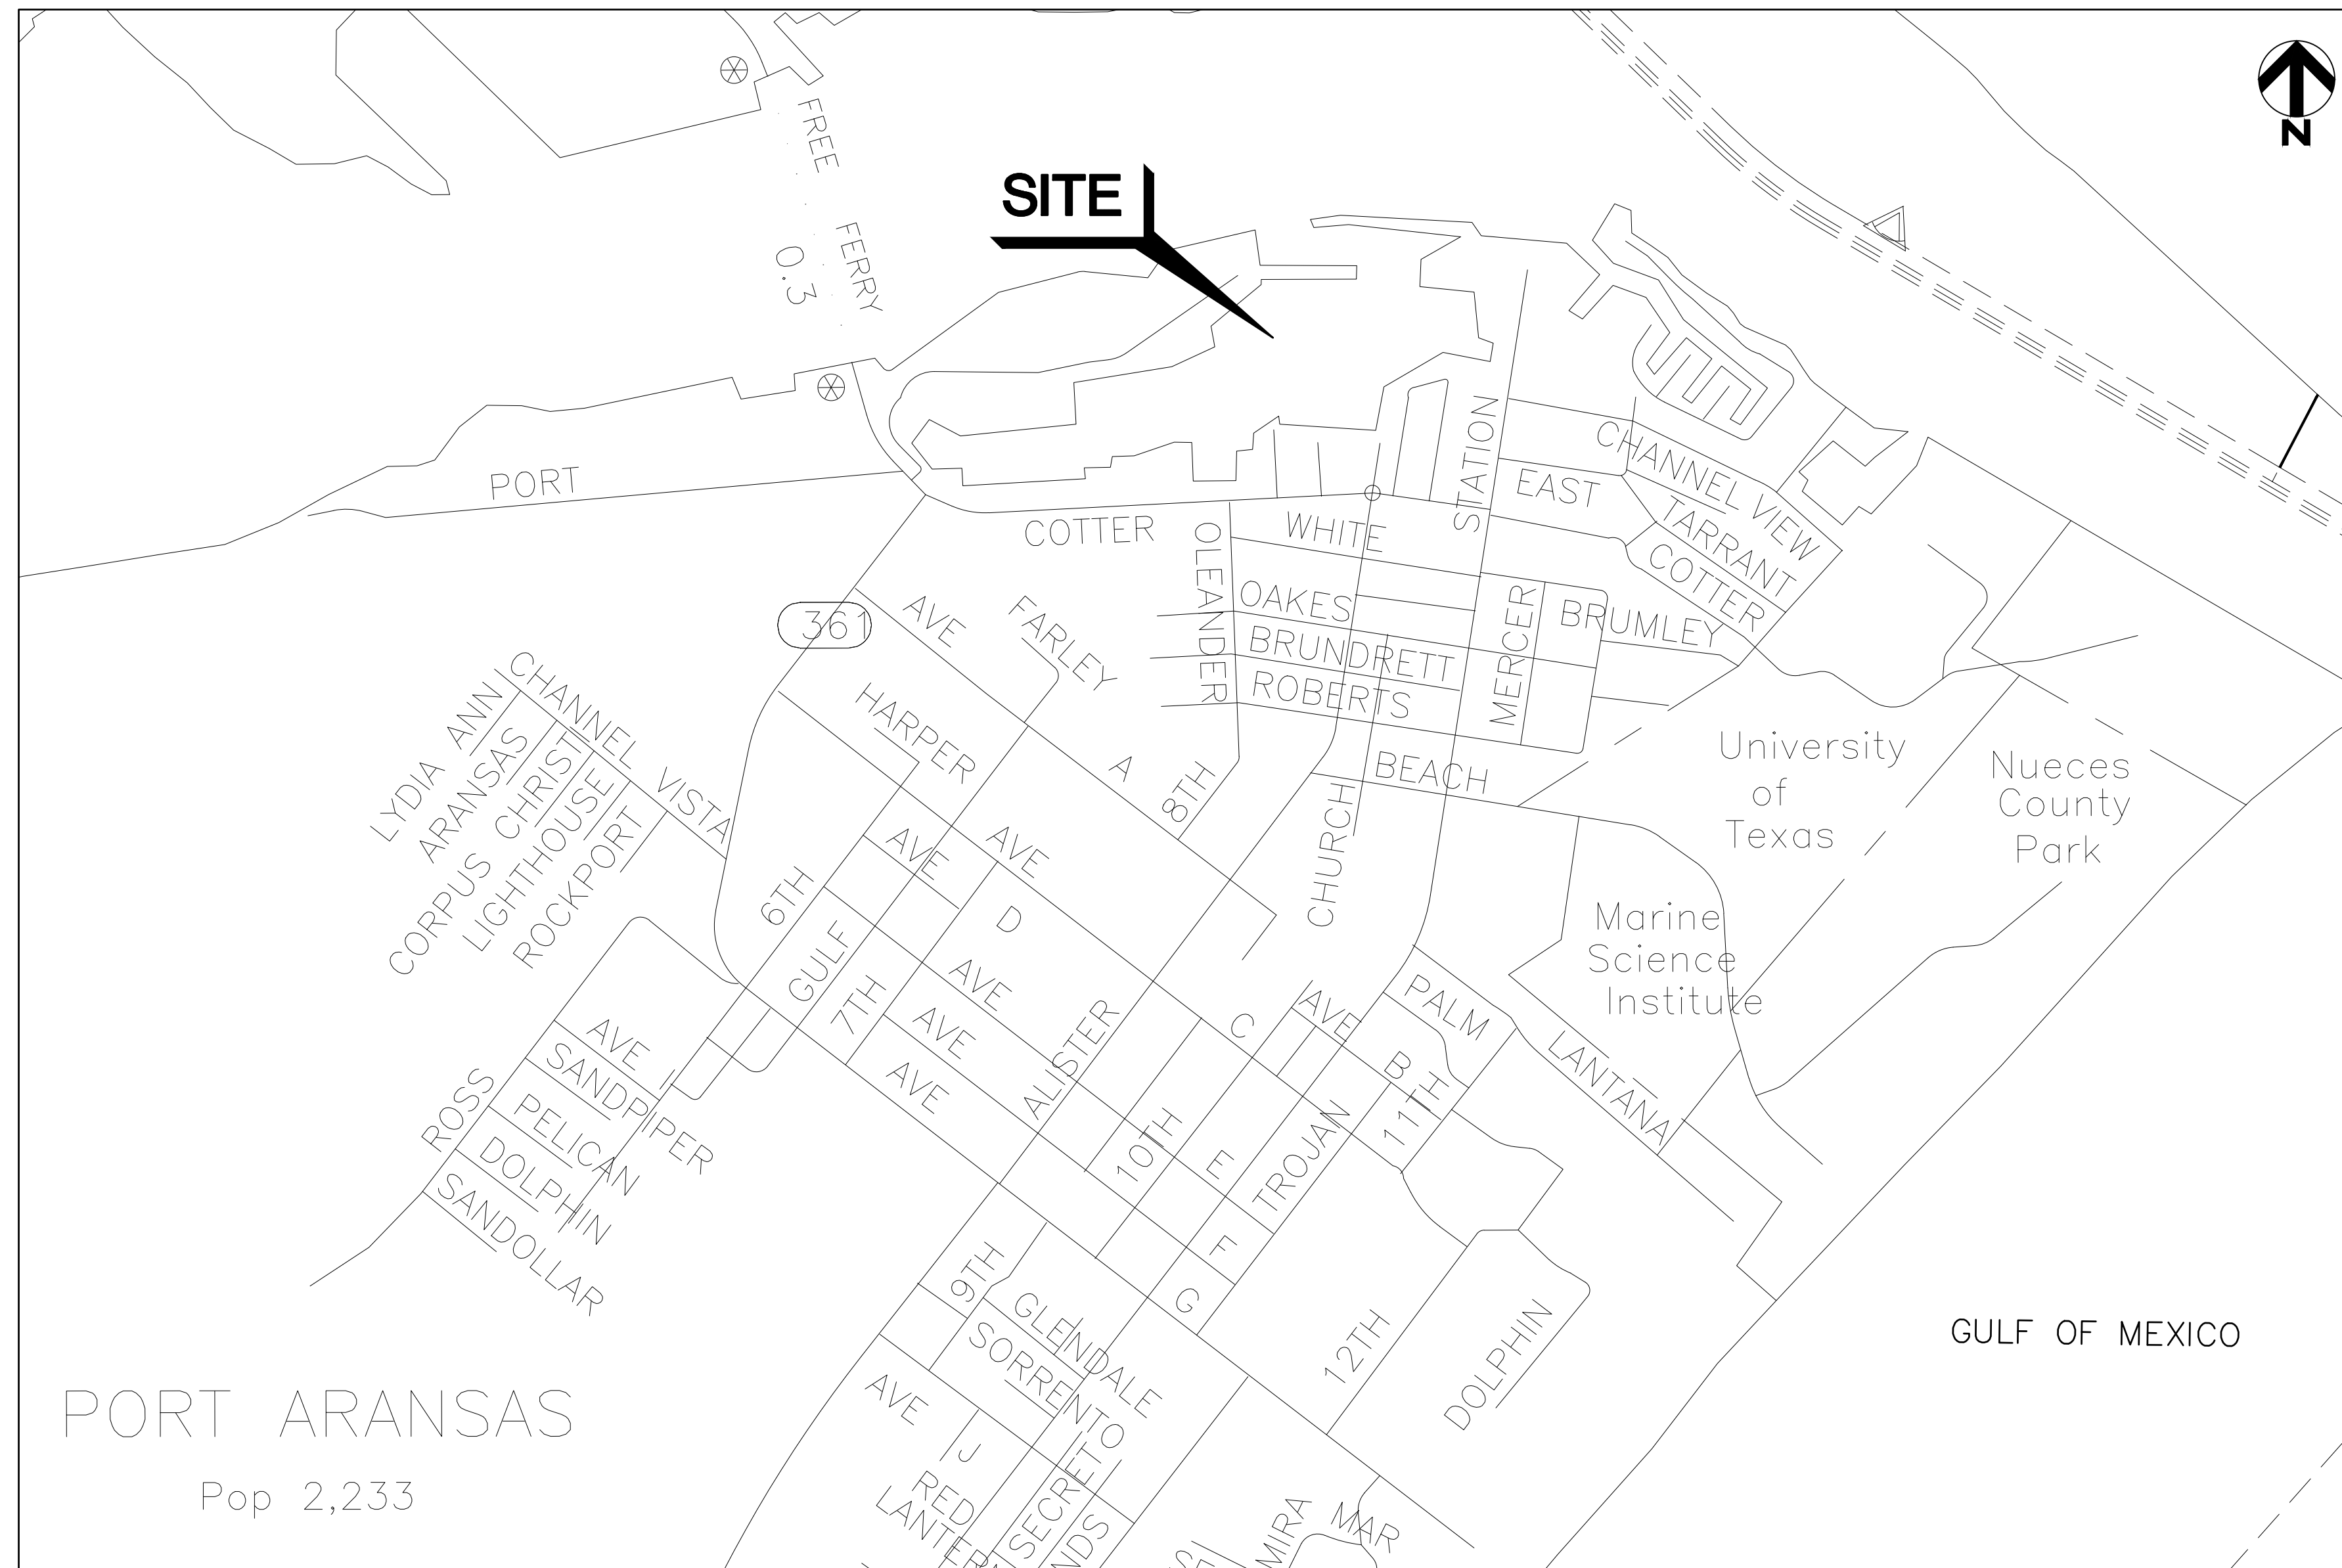 N
FREE FERRY
0.3
SITE
PORT
COTTER
OLEANDER
WHITE
STATION
EAST
CHANNEL VIEW
TARRANT
COTTER
OAKES
BRUNDRETT
ROBERTS
MERCER
BRUMLEY
BEACH
CHURCH
361
AVE A
FARLEY
HARPER
8TH
LYDIA ANN
CHANNEL VISTA
ARANSAS
CORPUS CHRISTI
LIGHTHOUSE
ROCKPORT
6TH
GULF
7TH
AVE D
AVE C
AVE E
AVE F
AVE G
ALISTER
10TH
AVE B
TROJAN
11TH
PALM
LANTANA
University
of
Texas
Marine
Science
Institute
Nueces
County
Park
ROSS
AVE I
SANDPIPER
PELICAN
DOLPHIN
SANDOLLAR
9TH
GLENDALE
SORRENTO
AVE J
RED
LANTERN
SECRET
12TH
DOLPHIN
MAR
GULF OF MEXICO
PORT ARANSAS
Pop 2,233